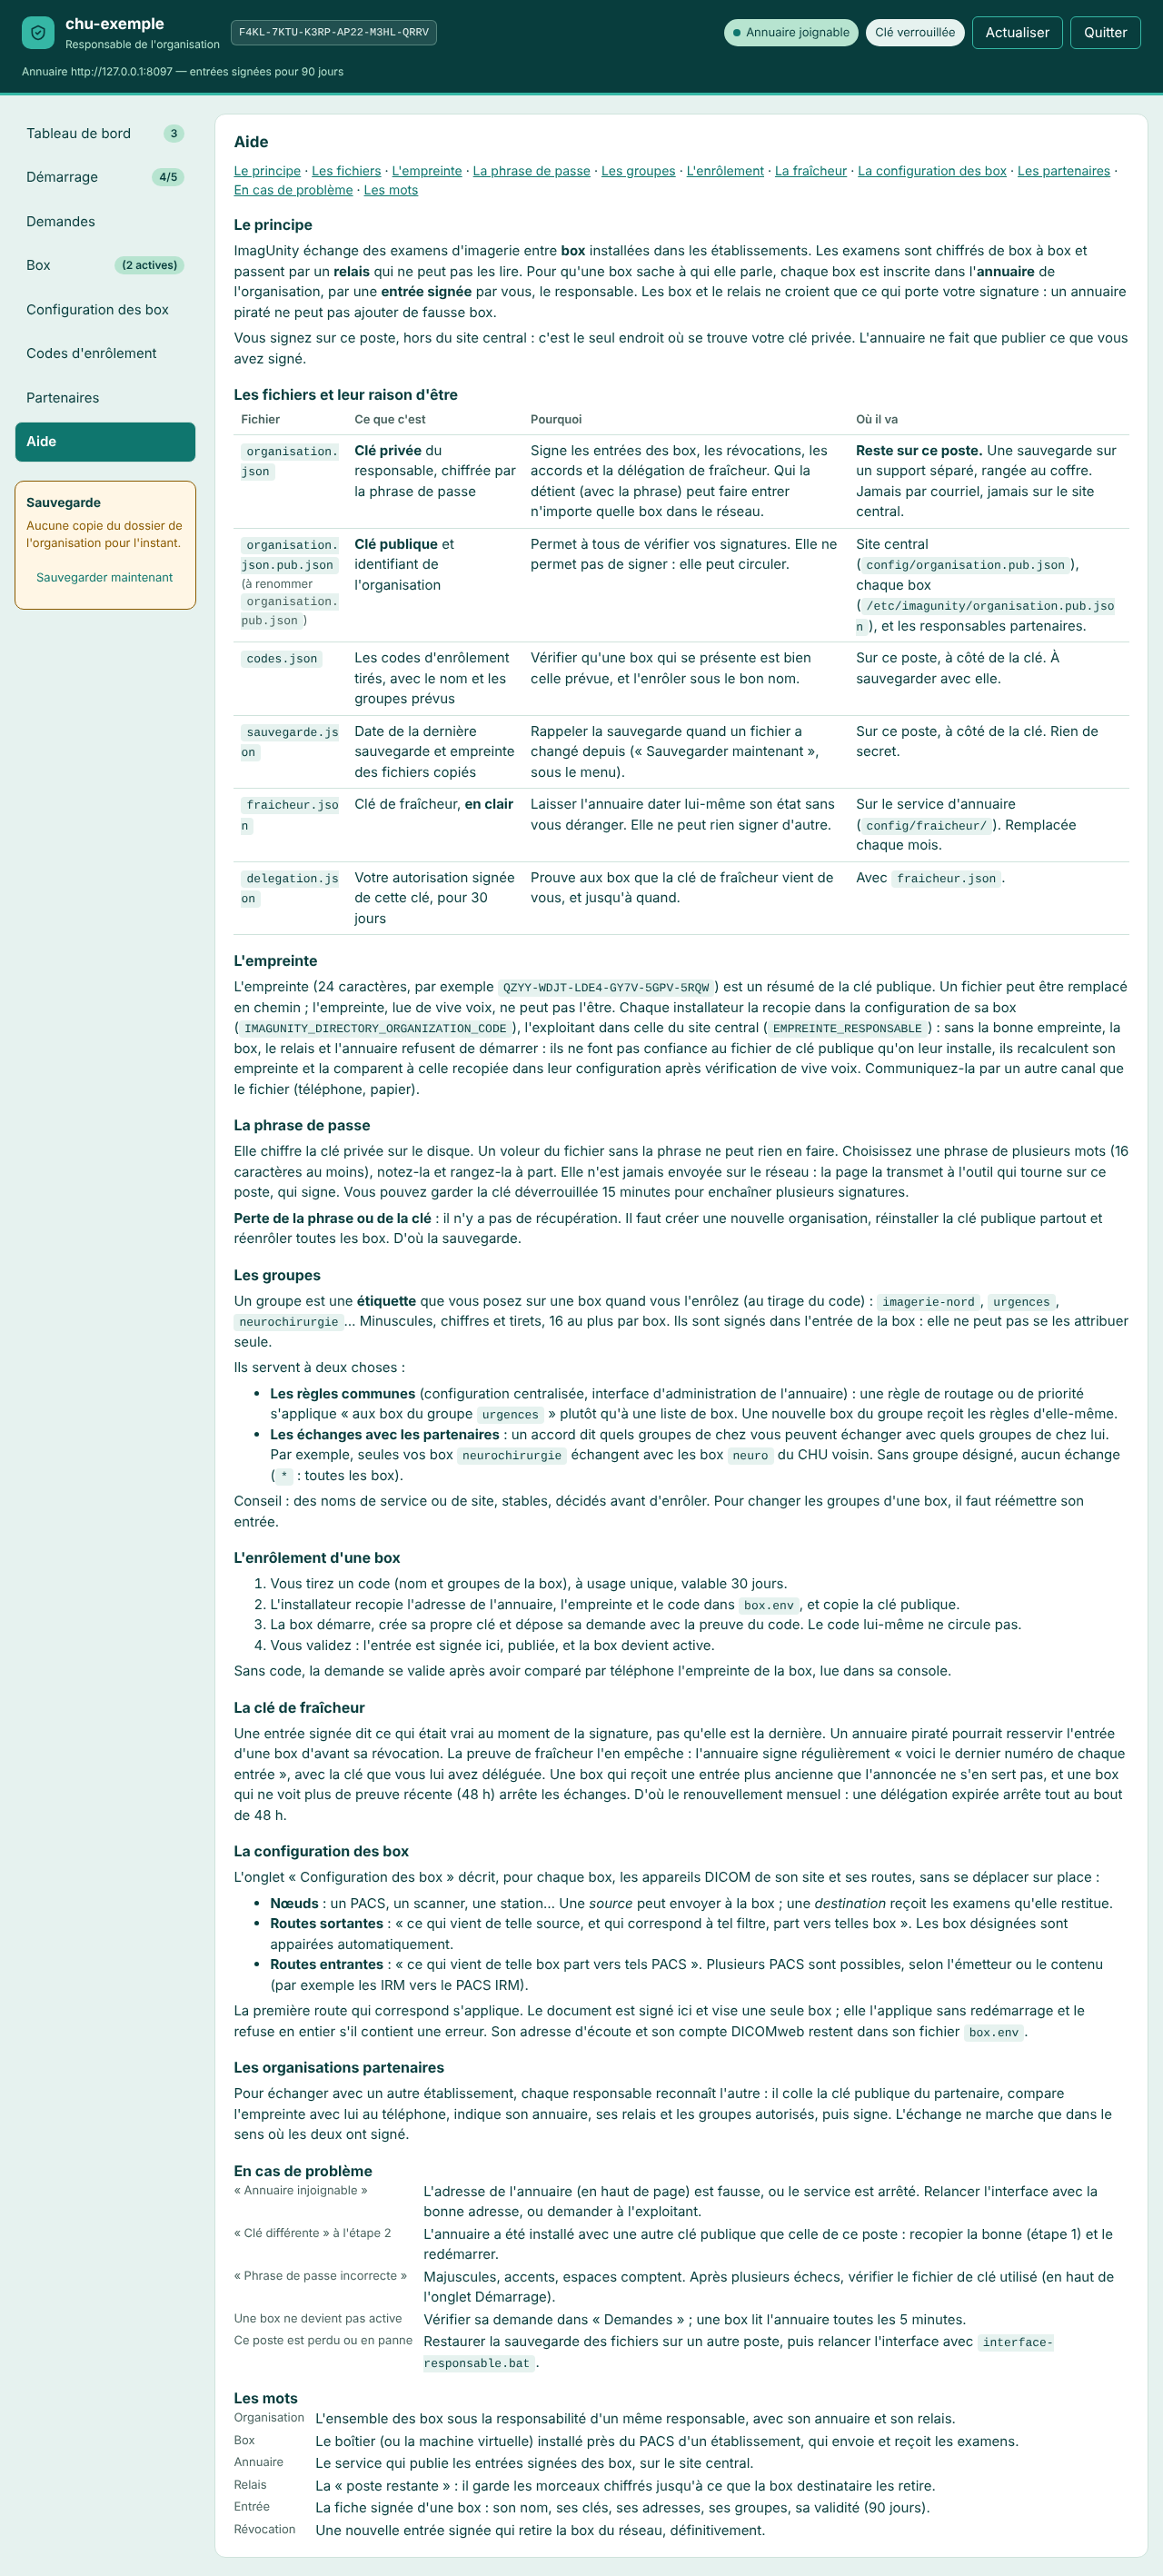 chu-exemple
Responsable de l'organisation
F4KL-7KTU-K3RP-AP22-M3HL-QRRV
Annuaire joignable
Clé verrouillée
Actualiser
Quitter
Annuaire http://127.0.0.1:8097 — entrées signées pour 90 jours
Tableau de bord 3
Démarrage 4/5
Demandes
Box (2 actives)
Configuration des box
Codes d'enrôlement
Partenaires
Aide
Sauvegarde
Aucune copie du dossier de
l'organisation pour l'instant.
Sauvegarder maintenant
Aide
Le principe · Les fichiers · L'empreinte · La phrase de passe · Les groupes · L'enrôlement · La fraîcheur · La configuration des box · Les partenaires ·
En cas de problème · Les mots
Le principe
ImagUnity échange des examens d'imagerie entre box installées dans les établissements. Les examens sont chiffrés de box à box et
passent par un relais qui ne peut pas les lire. Pour qu'une box sache à qui elle parle, chaque box est inscrite dans l'annuaire de
l'organisation, par une entrée signée par vous, le responsable. Les box et le relais ne croient que ce qui porte votre signature : un annuaire
piraté ne peut pas ajouter de fausse box.
Vous signez sur ce poste, hors du site central : c'est le seul endroit où se trouve votre clé privée. L'annuaire ne fait que publier ce que vous
avez signé.
Les fichiers et leur raison d'être
Fichier
Ce que c'est
Pourquoi
Où il va
organisation.
json
Clé privée du
responsable, chiffrée par
la phrase de passe
Signe les entrées des box, les révocations, les
accords et la délégation de fraîcheur. Qui la
détient (avec la phrase) peut faire entrer
n'importe quelle box dans le réseau.
Reste sur ce poste. Une sauvegarde sur
un support séparé, rangée au coffre.
Jamais par courriel, jamais sur le site
central.
organisation.
json.pub.json
(à renommer
organisation.
pub.json)
Clé publique et
identifiant de
l'organisation
Permet à tous de vérifier vos signatures. Elle ne
permet pas de signer : elle peut circuler.
Site central
(config/organisation.pub.json),
chaque box
(/etc/imagunity/organisation.pub.jso
n), et les responsables partenaires.
codes.json
Les codes d'enrôlement
tirés, avec le nom et les
groupes prévus
Vérifier qu'une box qui se présente est bien
celle prévue, et l'enrôler sous le bon nom.
Sur ce poste, à côté de la clé. À
sauvegarder avec elle.
sauvegarde.js
on
Date de la dernière
sauvegarde et empreinte
des fichiers copiés
Rappeler la sauvegarde quand un fichier a
changé depuis (« Sauvegarder maintenant »,
sous le menu).
Sur ce poste, à côté de la clé. Rien de
secret.
fraicheur.jso
n
Clé de fraîcheur, en clair
Laisser l'annuaire dater lui-même son état sans
vous déranger. Elle ne peut rien signer d'autre.
Sur le service d'annuaire
(config/fraicheur/). Remplacée
chaque mois.
delegation.js
on
Votre autorisation signée
de cette clé, pour 30
jours
Prouve aux box que la clé de fraîcheur vient de
vous, et jusqu'à quand.
Avec fraicheur.json.
L'empreinte
L'empreinte (24 caractères, par exemple QZYY-WDJT-LDE4-GY7V-5GPV-5RQW) est un résumé de la clé publique. Un fichier peut être remplacé
en chemin ; l'empreinte, lue de vive voix, ne peut pas l'être. Chaque installateur la recopie dans la configuration de sa box
(IMAGUNITY_DIRECTORY_ORGANIZATION_CODE), l'exploitant dans celle du site central (EMPREINTE_RESPONSABLE) : sans la bonne empreinte, la
box, le relais et l'annuaire refusent de démarrer : ils ne font pas confiance au fichier de clé publique qu'on leur installe, ils recalculent son
empreinte et la comparent à celle recopiée dans leur configuration après vérification de vive voix. Communiquez-la par un autre canal que
le fichier (téléphone, papier).
La phrase de passe
Elle chiffre la clé privée sur le disque. Un voleur du fichier sans la phrase ne peut rien en faire. Choisissez une phrase de plusieurs mots (16
caractères au moins), notez-la et rangez-la à part. Elle n'est jamais envoyée sur le réseau : la page la transmet à l'outil qui tourne sur ce
poste, qui signe. Vous pouvez garder la clé déverrouillée 15 minutes pour enchaîner plusieurs signatures.
Perte de la phrase ou de la clé : il n'y a pas de récupération. Il faut créer une nouvelle organisation, réinstaller la clé publique partout et
réenrôler toutes les box. D'où la sauvegarde.
Les groupes
Un groupe est une étiquette que vous posez sur une box quand vous l'enrôlez (au tirage du code) : imagerie-nord, urgences,
neurochirurgie… Minuscules, chiffres et tirets, 16 au plus par box. Ils sont signés dans l'entrée de la box : elle ne peut pas se les attribuer
seule.
Ils servent à deux choses :
• Les règles communes (configuration centralisée, interface d'administration de l'annuaire) : une règle de routage ou de priorité
s'applique « aux box du groupe urgences » plutôt qu'à une liste de box. Une nouvelle box du groupe reçoit les règles d'elle-même.
• Les échanges avec les partenaires : un accord dit quels groupes de chez vous peuvent échanger avec quels groupes de chez lui.
Par exemple, seules vos box neurochirurgie échangent avec les box neuro du CHU voisin. Sans groupe désigné, aucun échange
(* : toutes les box).
Conseil : des noms de service ou de site, stables, décidés avant d'enrôler. Pour changer les groupes d'une box, il faut réémettre son
entrée.
L'enrôlement d'une box
1. Vous tirez un code (nom et groupes de la box), à usage unique, valable 30 jours.
2. L'installateur recopie l'adresse de l'annuaire, l'empreinte et le code dans box.env, et copie la clé publique.
3. La box démarre, crée sa propre clé et dépose sa demande avec la preuve du code. Le code lui-même ne circule pas.
4. Vous validez : l'entrée est signée ici, publiée, et la box devient active.
Sans code, la demande se valide après avoir comparé par téléphone l'empreinte de la box, lue dans sa console.
La clé de fraîcheur
Une entrée signée dit ce qui était vrai au moment de la signature, pas qu'elle est la dernière. Un annuaire piraté pourrait resservir l'entrée
d'une box d'avant sa révocation. La preuve de fraîcheur l'en empêche : l'annuaire signe régulièrement « voici le dernier numéro de chaque
entrée », avec la clé que vous lui avez déléguée. Une box qui reçoit une entrée plus ancienne que l'annoncée ne s'en sert pas, et une box
qui ne voit plus de preuve récente (48 h) arrête les échanges. D'où le renouvellement mensuel : une délégation expirée arrête tout au bout
de 48 h.
La configuration des box
L'onglet « Configuration des box » décrit, pour chaque box, les appareils DICOM de son site et ses routes, sans se déplacer sur place :
• Nœuds : un PACS, un scanner, une station… Une source peut envoyer à la box ; une destination reçoit les examens qu'elle restitue.
• Routes sortantes : « ce qui vient de telle source, et qui correspond à tel filtre, part vers telles box ». Les box désignées sont
appairées automatiquement.
• Routes entrantes : « ce qui vient de telle box part vers tels PACS ». Plusieurs PACS sont possibles, selon l'émetteur ou le contenu
(par exemple les IRM vers le PACS IRM).
La première route qui correspond s'applique. Le document est signé ici et vise une seule box ; elle l'applique sans redémarrage et le
refuse en entier s'il contient une erreur. Son adresse d'écoute et son compte DICOMweb restent dans son fichier box.env.
Les organisations partenaires
Pour échanger avec un autre établissement, chaque responsable reconnaît l'autre : il colle la clé publique du partenaire, compare
l'empreinte avec lui au téléphone, indique son annuaire, ses relais et les groupes autorisés, puis signe. L'échange ne marche que dans le
sens où les deux ont signé.
En cas de problème
« Annuaire injoignable »
L'adresse de l'annuaire (en haut de page) est fausse, ou le service est arrêté. Relancer l'interface avec la
bonne adresse, ou demander à l'exploitant.
« Clé différente » à l'étape 2
L'annuaire a été installé avec une autre clé publique que celle de ce poste : recopier la bonne (étape 1) et le
redémarrer.
« Phrase de passe incorrecte »
Majuscules, accents, espaces comptent. Après plusieurs échecs, vérifier le fichier de clé utilisé (en haut de
l'onglet Démarrage).
Une box ne devient pas active
Vérifier sa demande dans « Demandes » ; une box lit l'annuaire toutes les 5 minutes.
Ce poste est perdu ou en panne
Restaurer la sauvegarde des fichiers sur un autre poste, puis relancer l'interface avec interface-
responsable.bat.
Les mots
Organisation L'ensemble des box sous la responsabilité d'un même responsable, avec son annuaire et son relais.
Box Le boîtier (ou la machine virtuelle) installé près du PACS d'un établissement, qui envoie et reçoit les examens.
Annuaire Le service qui publie les entrées signées des box, sur le site central.
Relais La « poste restante » : il garde les morceaux chiffrés jusqu'à ce que la box destinataire les retire.
Entrée La fiche signée d'une box : son nom, ses clés, ses adresses, ses groupes, sa validité (90 jours).
Révocation Une nouvelle entrée signée qui retire la box du réseau, définitivement.